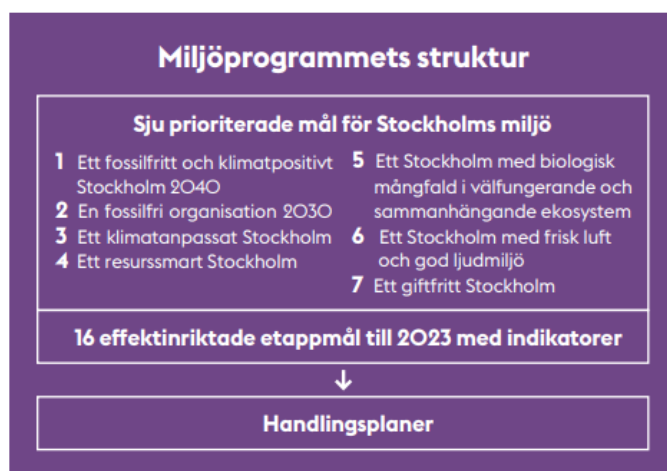 Miljöprogrammets struktur
Sju prioriterade mål för Stockholms miljö
1 Ett fossilfritt och klimatpositivt
Stockholm 2040
2 En fossilfri organisation 2030
3 Ett klimatanpassat Stockholm
4 Ett resurssmart Stockholm
5 Ett Stockholm med biologisk
mångfald i välfungerande och
sammanhängande ekosystem
6 Ett Stockholm med frisk luft
och god ljudmiljö
7 Ett giftfritt Stockholm
16 effektinriktade etappmål till 2023 med indikatorer
↓
Handlingsplaner